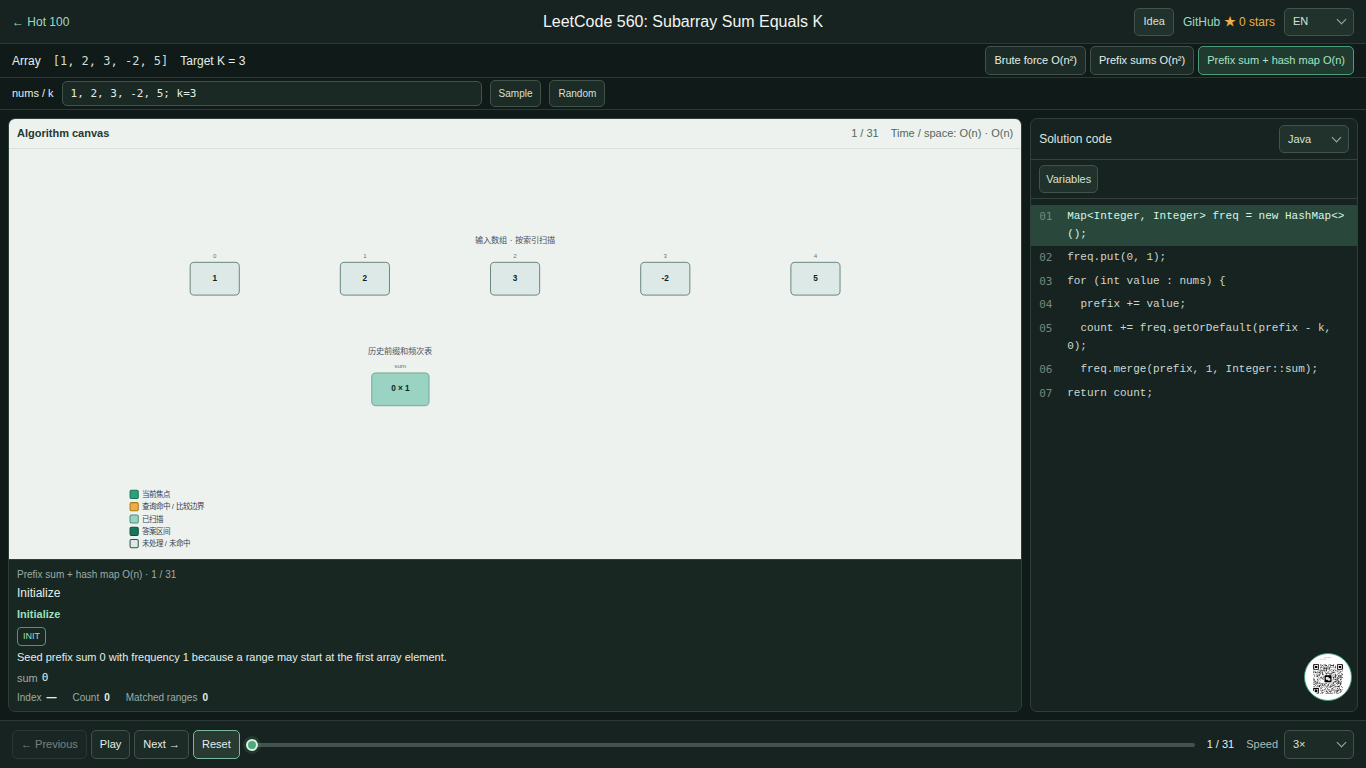 ← Hot 100
LeetCode 560: Subarray Sum Equals K
Idea
GitHub ★ 0 stars
EN
Array [1, 2, 3, -2, 5] Target K = 3
Brute force O(n²)
Prefix sums O(n²)
Prefix sum + hash map O(n)
nums / k
1, 2, 3, -2, 5; k=3
Sample
Random
Algorithm canvas
1 / 31 Time / space: O(n) · O(n)
输入数组 · 按索引扫描
0 1 2 3 4
1 2 3 -2 5
历史前缀和频次表
sum
0 × 1
当前焦点
查询命中 / 比较边界
已扫描
答案区间
未处理 / 未命中
Prefix sum + hash map O(n) · 1 / 31
Initialize
Initialize
INIT
Seed prefix sum 0 with frequency 1 because a range may start at the first array element.
sum 0
Index — Count 0 Matched ranges 0
Solution code
Java
Variables
01 Map<Integer, Integer> freq = new HashMap<>
();
02 freq.put(0, 1);
03 for (int value : nums) {
04 prefix += value;
05 count += freq.getOrDefault(prefix - k,
0);
06 freq.merge(prefix, 1, Integer::sum);
07 return count;
← Previous
Play
Next →
Reset
1 / 31
Speed
3×